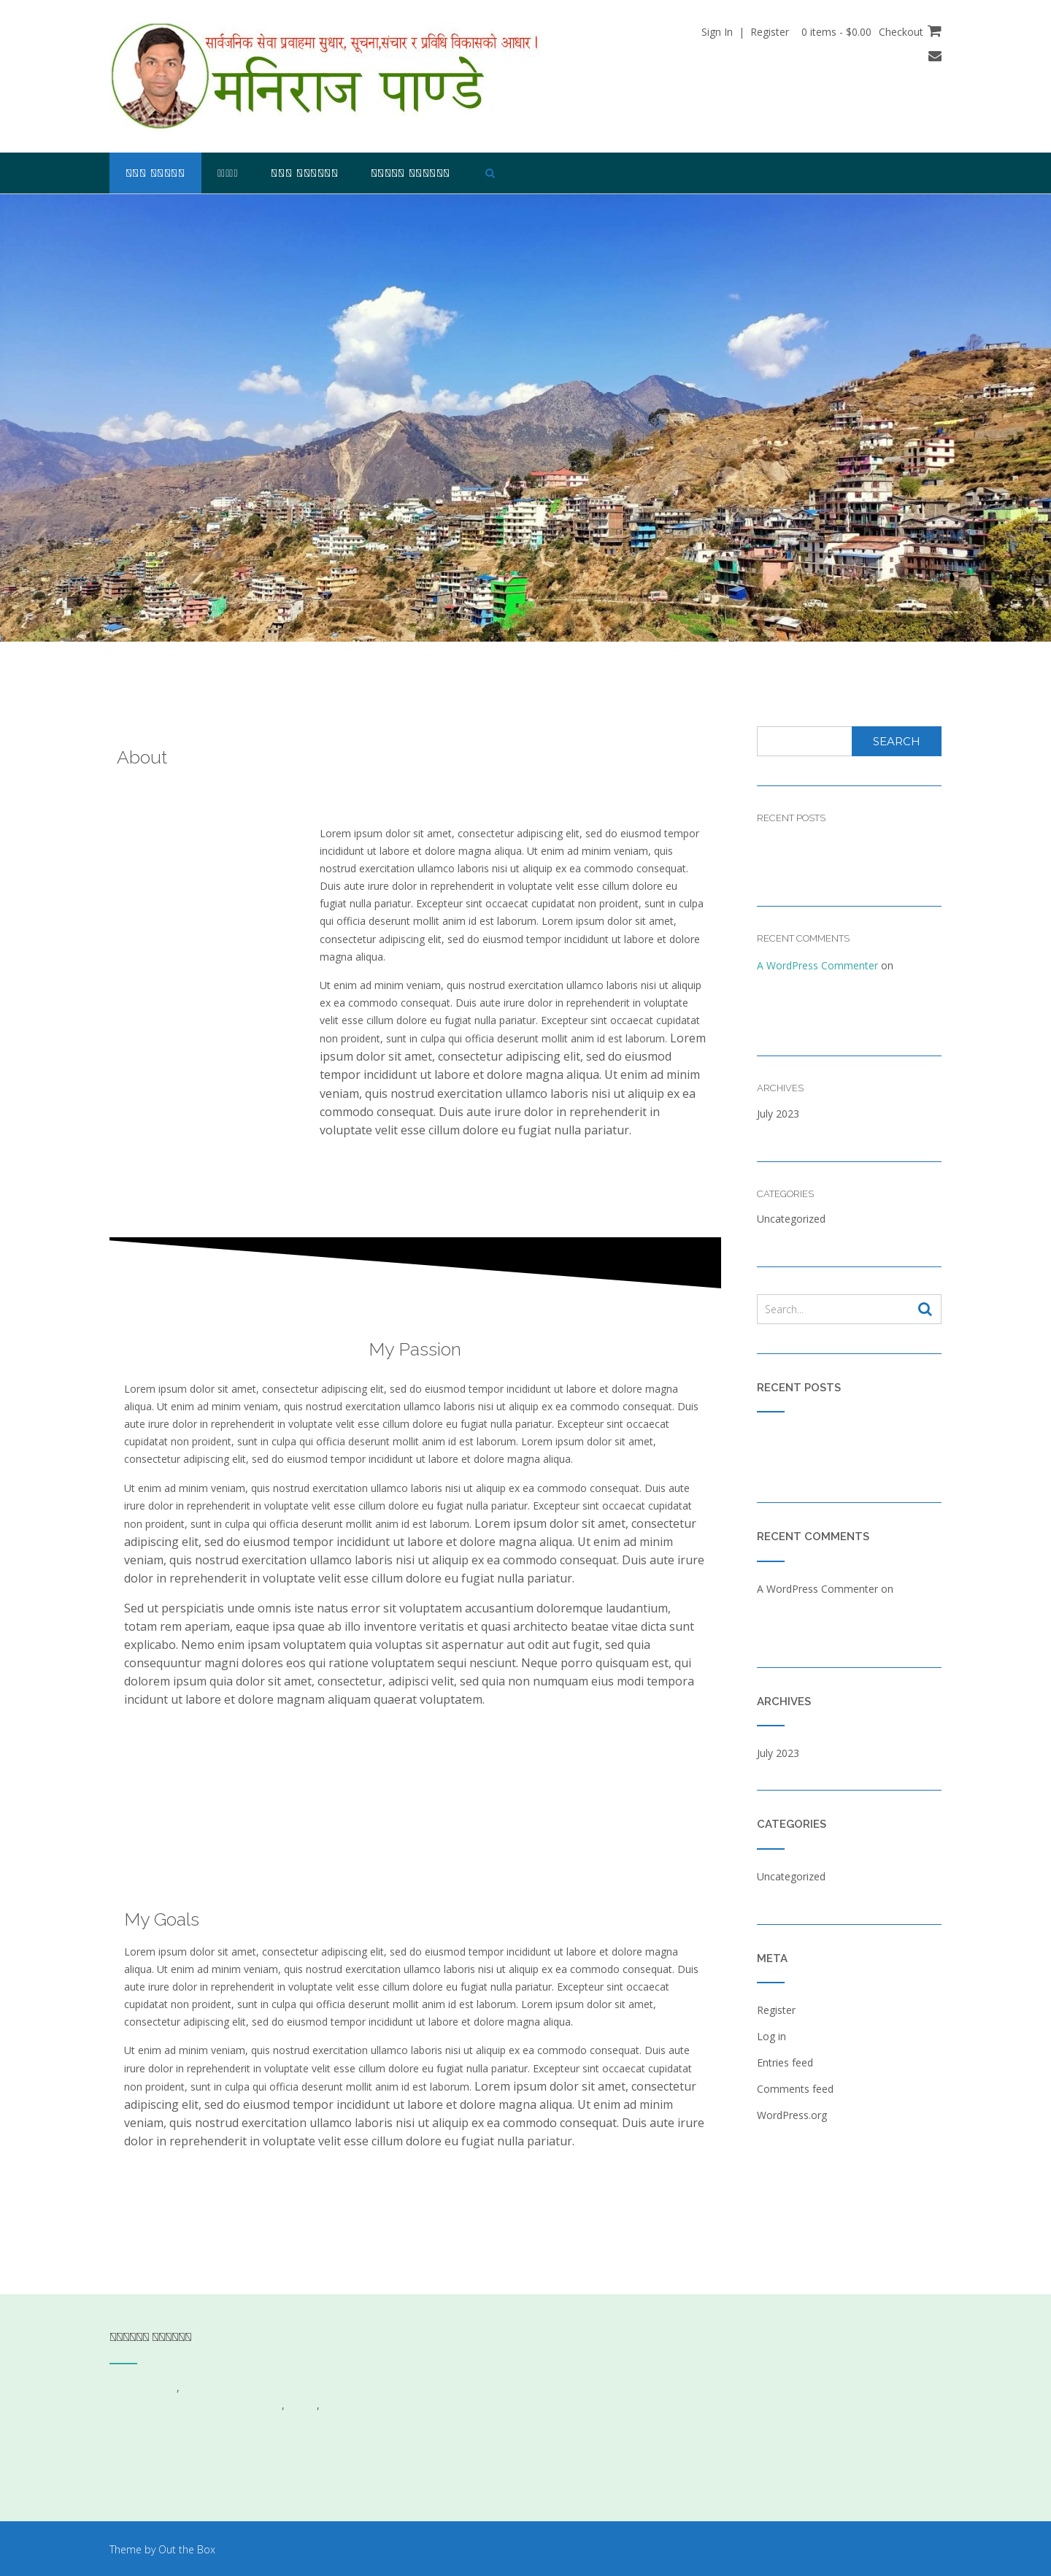 सार्वजनिक सेवा प्रवाहमा सुधार, सूचना,संचार र प्रविधि विकासको आधार ।
मनिराज पाण्डे
Sign In | Register 0 items - $0.00 Checkout
About
Lorem ipsum dolor sit amet, consectetur adipiscing elit, sed do eiusmod tempor
incididunt ut labore et dolore magna aliqua. Ut enim ad minim veniam, quis
nostrud exercitation ullamco laboris nisi ut aliquip ex ea commodo consequat.
Duis aute irure dolor in reprehenderit in voluptate velit esse cillum dolore eu
fugiat nulla pariatur. Excepteur sint occaecat cupidatat non proident, sunt in culpa
qui officia deserunt mollit anim id est laborum. Lorem ipsum dolor sit amet,
consectetur adipiscing elit, sed do eiusmod tempor incididunt ut labore et dolore
magna aliqua.
Ut enim ad minim veniam, quis nostrud exercitation ullamco laboris nisi ut aliquip
ex ea commodo consequat. Duis aute irure dolor in reprehenderit in voluptate
velit esse cillum dolore eu fugiat nulla pariatur. Excepteur sint occaecat cupidatat
non proident, sunt in culpa qui officia deserunt mollit anim id est laborum. Lorem
ipsum dolor sit amet, consectetur adipiscing elit, sed do eiusmod
tempor incididunt ut labore et dolore magna aliqua. Ut enim ad minim
veniam, quis nostrud exercitation ullamco laboris nisi ut aliquip ex ea
commodo consequat. Duis aute irure dolor in reprehenderit in
voluptate velit esse cillum dolore eu fugiat nulla pariatur.
My Passion
Lorem ipsum dolor sit amet, consectetur adipiscing elit, sed do eiusmod tempor incididunt ut labore et dolore magna
aliqua. Ut enim ad minim veniam, quis nostrud exercitation ullamco laboris nisi ut aliquip ex ea commodo consequat. Duis
aute irure dolor in reprehenderit in voluptate velit esse cillum dolore eu fugiat nulla pariatur. Excepteur sint occaecat
cupidatat non proident, sunt in culpa qui officia deserunt mollit anim id est laborum. Lorem ipsum dolor sit amet,
consectetur adipiscing elit, sed do eiusmod tempor incididunt ut labore et dolore magna aliqua.
Ut enim ad minim veniam, quis nostrud exercitation ullamco laboris nisi ut aliquip ex ea commodo consequat. Duis aute
irure dolor in reprehenderit in voluptate velit esse cillum dolore eu fugiat nulla pariatur. Excepteur sint occaecat cupidatat
non proident, sunt in culpa qui officia deserunt mollit anim id est laborum. Lorem ipsum dolor sit amet, consectetur
adipiscing elit, sed do eiusmod tempor incididunt ut labore et dolore magna aliqua. Ut enim ad minim
veniam, quis nostrud exercitation ullamco laboris nisi ut aliquip ex ea commodo consequat. Duis aute irure
dolor in reprehenderit in voluptate velit esse cillum dolore eu fugiat nulla pariatur.
Sed ut perspiciatis unde omnis iste natus error sit voluptatem accusantium doloremque laudantium,
totam rem aperiam, eaque ipsa quae ab illo inventore veritatis et quasi architecto beatae vitae dicta sunt
explicabo. Nemo enim ipsam voluptatem quia voluptas sit aspernatur aut odit aut fugit, sed quia
consequuntur magni dolores eos qui ratione voluptatem sequi nesciunt. Neque porro quisquam est, qui
dolorem ipsum quia dolor sit amet, consectetur, adipisci velit, sed quia non numquam eius modi tempora
incidunt ut labore et dolore magnam aliquam quaerat voluptatem.
My Goals
Lorem ipsum dolor sit amet, consectetur adipiscing elit, sed do eiusmod tempor incididunt ut labore et dolore magna
aliqua. Ut enim ad minim veniam, quis nostrud exercitation ullamco laboris nisi ut aliquip ex ea commodo consequat. Duis
aute irure dolor in reprehenderit in voluptate velit esse cillum dolore eu fugiat nulla pariatur. Excepteur sint occaecat
cupidatat non proident, sunt in culpa qui officia deserunt mollit anim id est laborum. Lorem ipsum dolor sit amet,
consectetur adipiscing elit, sed do eiusmod tempor incididunt ut labore et dolore magna aliqua.
Ut enim ad minim veniam, quis nostrud exercitation ullamco laboris nisi ut aliquip ex ea commodo consequat. Duis aute
irure dolor in reprehenderit in voluptate velit esse cillum dolore eu fugiat nulla pariatur. Excepteur sint occaecat cupidatat
non proident, sunt in culpa qui officia deserunt mollit anim id est laborum. Lorem ipsum dolor sit amet, consectetur
adipiscing elit, sed do eiusmod tempor incididunt ut labore et dolore magna aliqua. Ut enim ad minim
veniam, quis nostrud exercitation ullamco laboris nisi ut aliquip ex ea commodo consequat. Duis aute irure
dolor in reprehenderit in voluptate velit esse cillum dolore eu fugiat nulla pariatur.
SEARCH
RECENT POSTS
RECENT COMMENTS
A WordPress Commenter on
ARCHIVES
July 2023
CATEGORIES
Uncategorized
Search...
RECENT POSTS
RECENT COMMENTS
A WordPress Commenter on
ARCHIVES
July 2023
CATEGORIES
Uncategorized
META
Register
Log in
Entries feed
Comments feed
WordPress.org
Theme by Out the Box